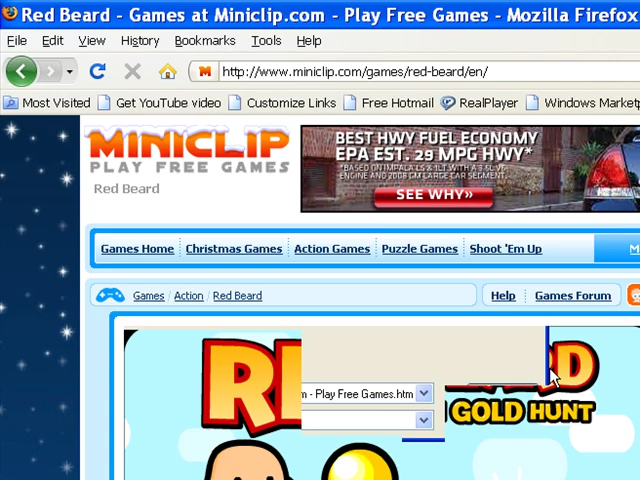 Red Beard - Games at Miniclip.com - Play Free Games - Mozilla Firefox
File Edit View History Bookmarks Tools Help
http://www.miniclip.com/games/red-beard/en/
Most Visited Get YouTube video Customize Links Free Hotmail RealPlayer Windows Marketp
MINICLIP
PLAY FREE GAMES
Red Beard
BEST HWY FUEL ECONOMY
EPA EST. 29 MPG HWY*
SEE WHY»
Games Home Christmas Games Action Games Puzzle Games Shoot 'Em Up M
Games / Action / Red Beard
Help Games Forum
m - Play Free Games.htm
GOLD HUNT